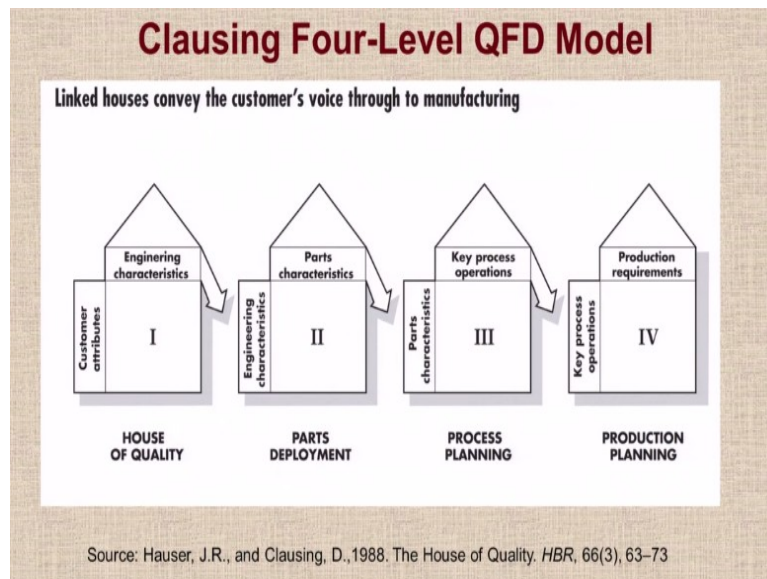 Clausing Four-Level QFD Model
Linked houses convey the customer's voice through to manufacturing
Enginering
characteristics
Customer
attributes
I
HOUSE
OF QUALITY
Parts
characteristics
Engineering
characteristics
II
PARTS
DEPLOYMENT
Key process
operations
Parts
characteristics
III
PROCESS
PLANNING
Production
requirements
Key process
operations
IV
PRODUCTION
PLANNING
Source: Hauser, J.R., and Clausing, D.,1988. The House of Quality. HBR, 66(3), 63–73